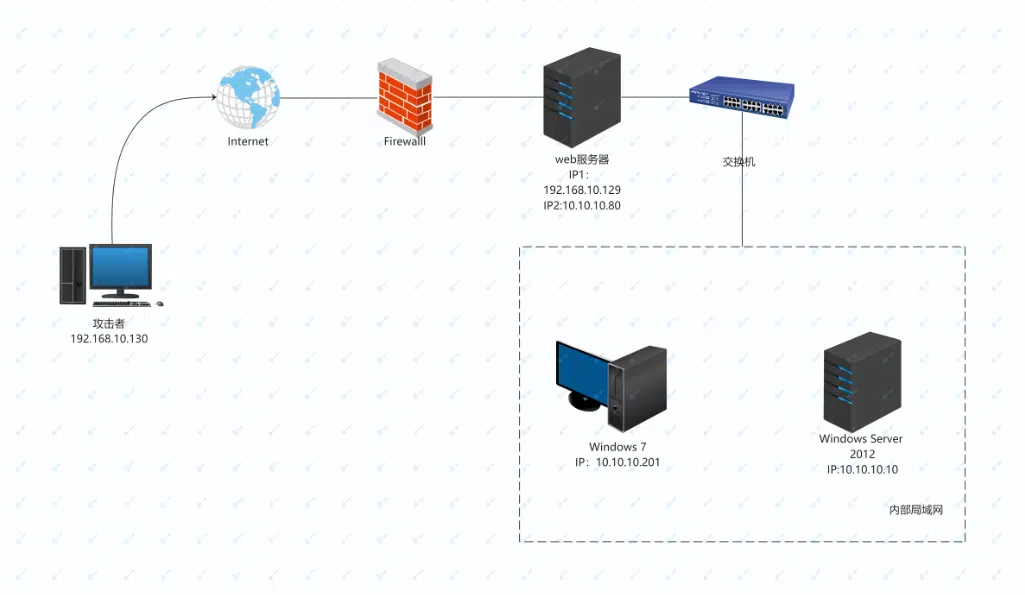 Internet
Firewalll
web服务器
IP1：
192.168.10.129
IP2:10.10.10.80
交换机
攻击者
192.168.10.130
Windows 7
IP：10.10.10.201
Windows Server
2012
IP:10.10.10.10
内部局域网